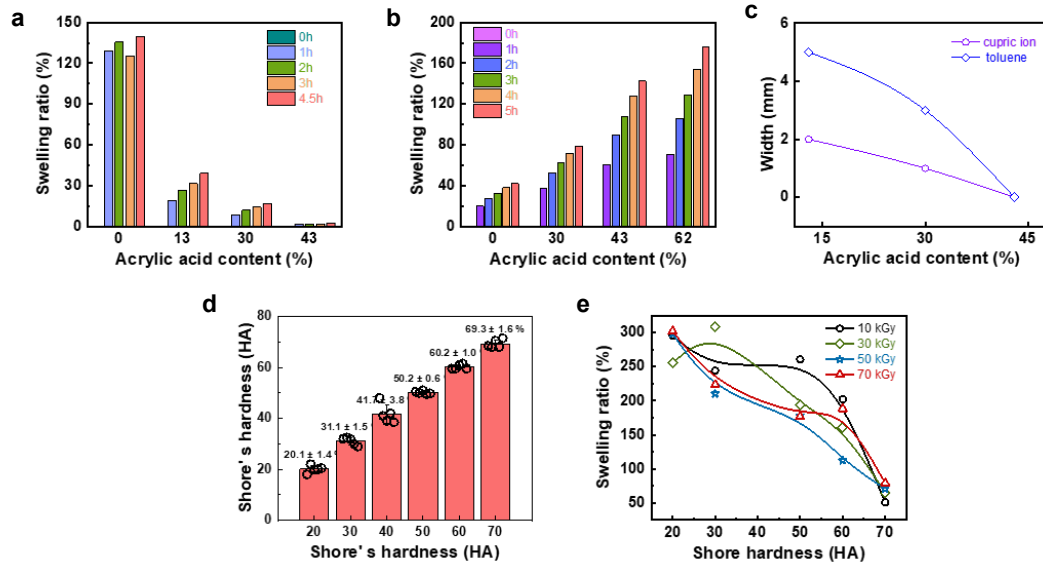 a
Swelling ratio (%)
150
120
90
60
30
0
0h
1h
2h
3h
4.5h
0 13 30 43
Acrylic acid content (%)
b
Swelling ratio (%)
200
160
120
80
40
0
0h
1h
2h
3h
4h
5h
0 30 43 62
Acrylic acid content (%)
c
Width (mm)
6
4
2
0
cupric ion
toluene
15 30 45
Acrylic acid content (%)
d
Shore' s hardness (HA)
80
60
40
20
0
20.1 ± 1.4 %
31.1 ± 1.5 %
41.7 ± 3.8
50.2 ± 0.6 %
60.2 ± 1.0 %
69.3 ± 1.6 %
20 30 40 50 60 70
Shore' s hardness (HA)
e
Swelling ratio (%)
300
250
200
150
100
50
10 kGy
30 kGy
50 kGy
70 kGy
20 30 40 50 60 70
Shore hardness (HA)